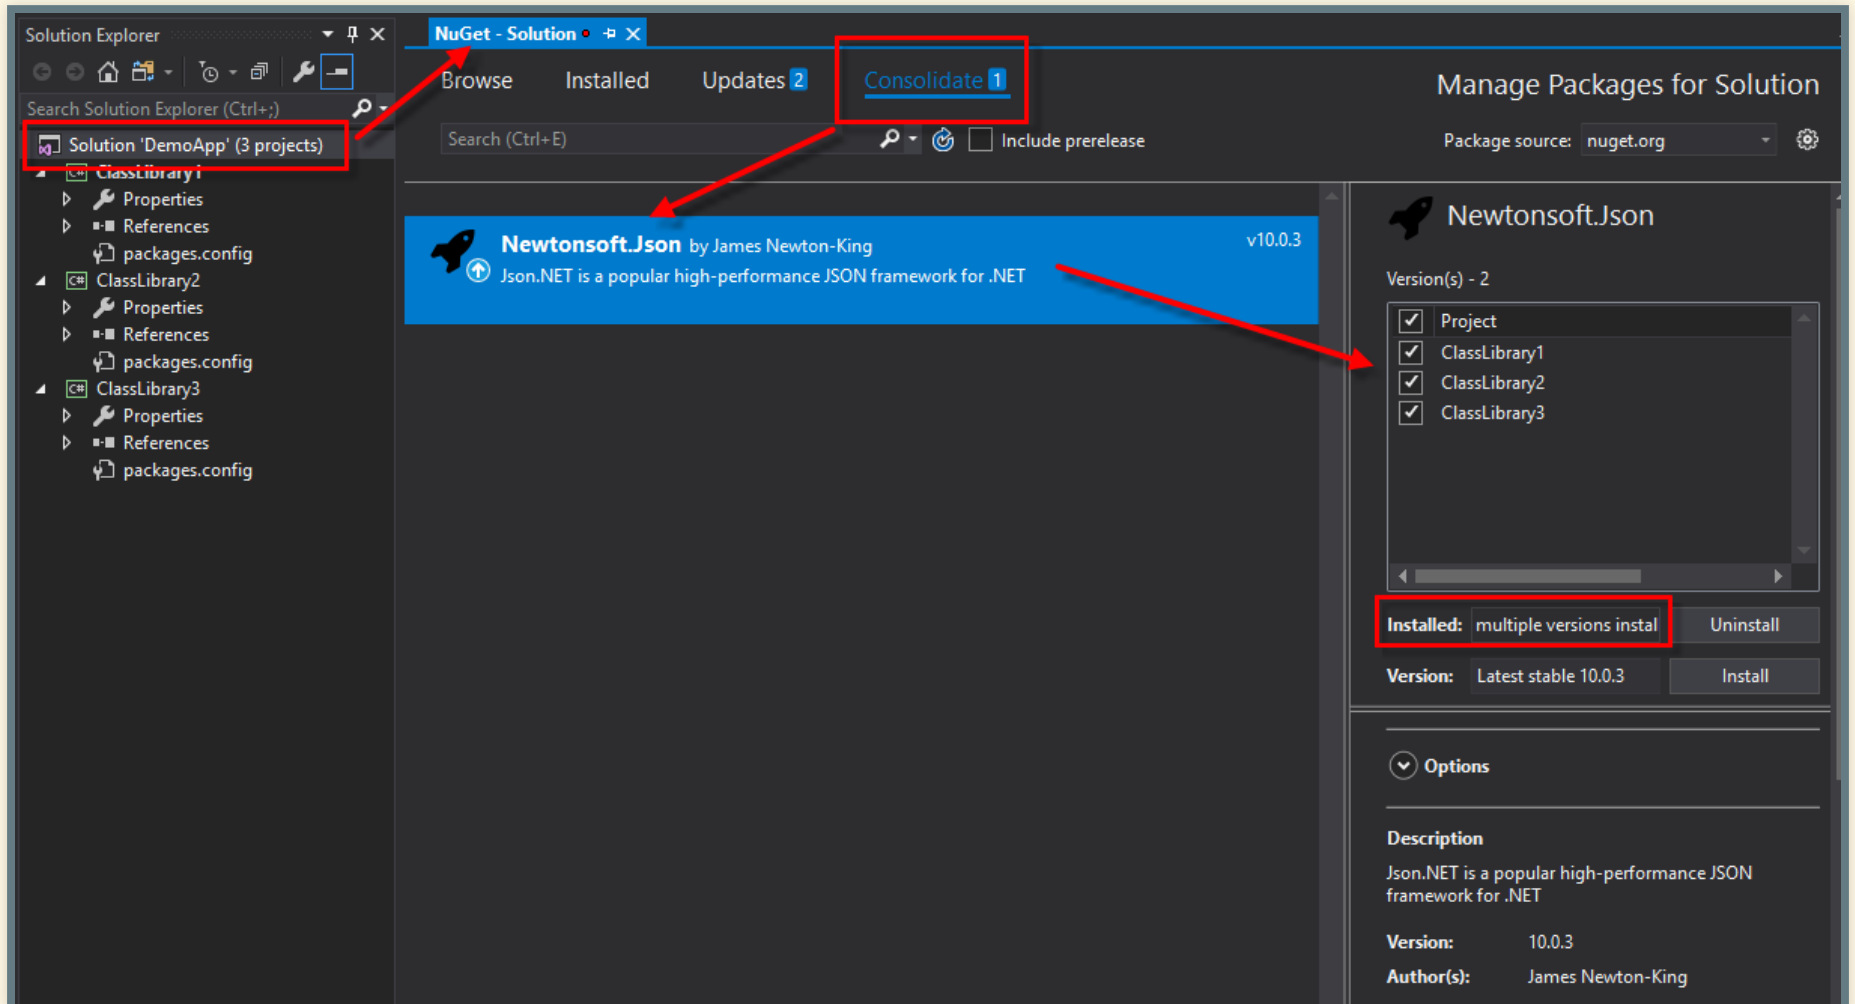 Solution Explorer
Search Solution Explorer (Ctrl+;)
Solution 'DemoApp' (3 projects)
C# ClassLibrary1
Properties
References
packages.config
C# ClassLibrary2
Properties
References
packages.config
C# ClassLibrary3
Properties
References
packages.config
NuGet - Solution
Browse Installed Updates 2 Consolidate 1
Manage Packages for Solution
Search (Ctrl+E)
Include prerelease
Package source: nuget.org
Newtonsoft.Json by James Newton-King v10.0.3
Json.NET is a popular high-performance JSON framework for .NET
Newtonsoft.Json
Version(s) - 2
Project
ClassLibrary1
ClassLibrary2
ClassLibrary3
Installed: multiple versions instal Uninstall
Version: Latest stable 10.0.3 Install
Options
Description
Json.NET is a popular high-performance JSON
framework for .NET
Version: 10.0.3
Author(s): James Newton-King